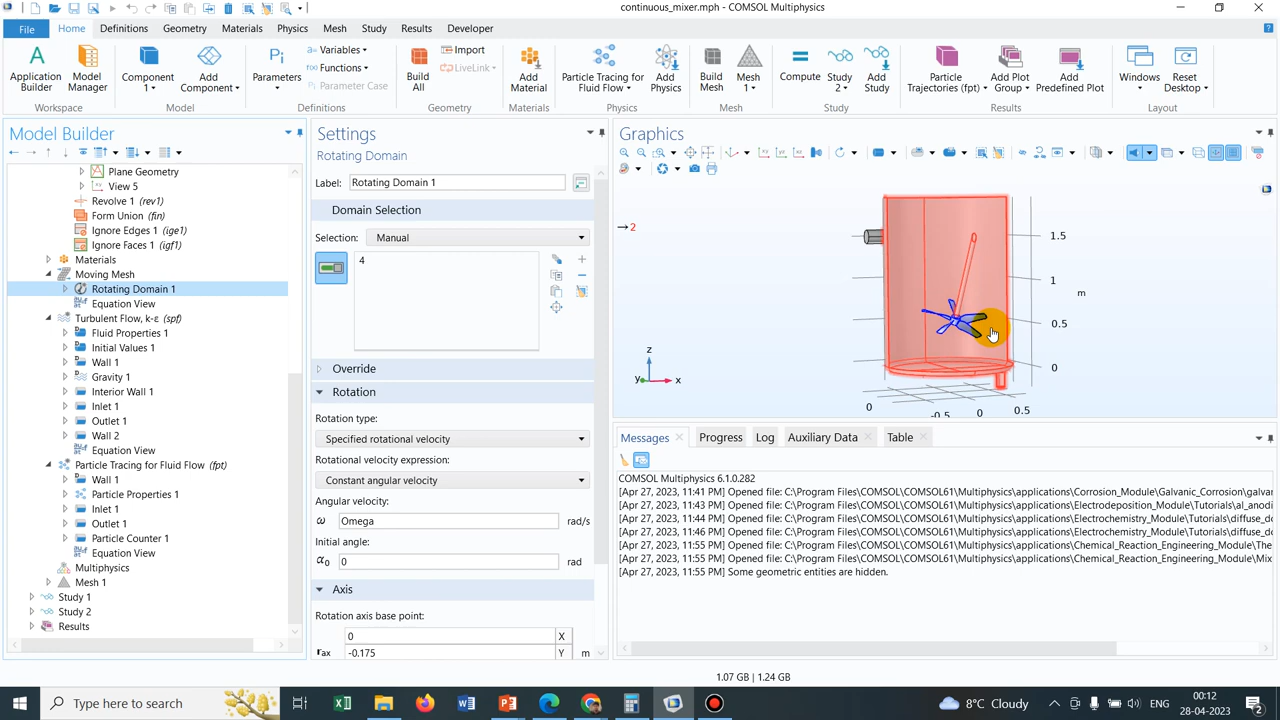 continuous_mixer.mph - COMSOL Multiphysics
File Home Definitions Geometry Materials Physics Mesh Study Results Developer
Application Builder
Model Manager
Workspace
Component 1
Add Component
Model
Pi
Parameters
Variables
f(x) Functions
Pi Parameter Case
Definitions
Build All
Import
LiveLink
Geometry
Add Material
Materials
Particle Tracing for Fluid Flow
Add Physics
Physics
Build Mesh
Mesh 1
Mesh
Compute
Study 2
Add Study
Study
Particle Trajectories (fpt)
Add Plot Group
Add Predefined Plot
Results
Windows
Reset Desktop
Layout
Model Builder
Plane Geometry
View 5
Revolve 1 (rev1)
Form Union (fin)
Ignore Edges 1 (ige1)
Ignore Faces 1 (igf1)
Materials
Moving Mesh
Rotating Domain 1
Equation View
Turbulent Flow, k-ε (spf)
Fluid Properties 1
Initial Values 1
Wall 1
Gravity 1
Interior Wall 1
Inlet 1
Outlet 1
Wall 2
Equation View
Particle Tracing for Fluid Flow (fpt)
Wall 1
Particle Properties 1
Inlet 1
Outlet 1
Particle Counter 1
Equation View
Multiphysics
Mesh 1
Study 1
Study 2
Results
Settings
Rotating Domain
Label: Rotating Domain 1
Domain Selection
Selection: Manual
4
Override
Rotation
Rotation type:
Specified rotational velocity
Rotational velocity expression:
Constant angular velocity
Angular velocity:
ω Omega rad/s
Initial angle:
α0 0 rad
Axis
Rotation axis base point:
0 X
rax -0.175 Y m
Graphics
→2
1.5
1
m
0.5
0
0 -0.5 0 0.5
z
y x
Messages Progress Log Auxiliary Data Table
COMSOL Multiphysics 6.1.0.282
[Apr 27, 2023, 11:41 PM] Opened file: C:\Program Files\COMSOL\COMSOL61\Multiphysics\applications\Corrosion_Module\Galvanic_Corrosion\galvar
[Apr 27, 2023, 11:43 PM] Opened file: C:\Program Files\COMSOL\COMSOL61\Multiphysics\applications\Electrodeposition_Module\Tutorials\al_anodi
[Apr 27, 2023, 11:44 PM] Opened file: C:\Program Files\COMSOL\COMSOL61\Multiphysics\applications\Electrochemistry_Module\Tutorials\diffuse_do
[Apr 27, 2023, 11:46 PM] Opened file: C:\Program Files\COMSOL\COMSOL61\Multiphysics\applications\Electrochemistry_Module\Tutorials\diffuse_do
[Apr 27, 2023, 11:55 PM] Opened file: C:\Program Files\COMSOL\COMSOL61\Multiphysics\applications\Chemical_Reaction_Engineering_Module\The
[Apr 27, 2023, 11:55 PM] Opened file: C:\Program Files\COMSOL\COMSOL61\Multiphysics\applications\Chemical_Reaction_Engineering_Module\Mix
[Apr 27, 2023, 11:55 PM] Some geometric entities are hidden.
1.07 GB | 1.24 GB
Type here to search
8°C Cloudy
ENG
00:12
28-04-2023
2